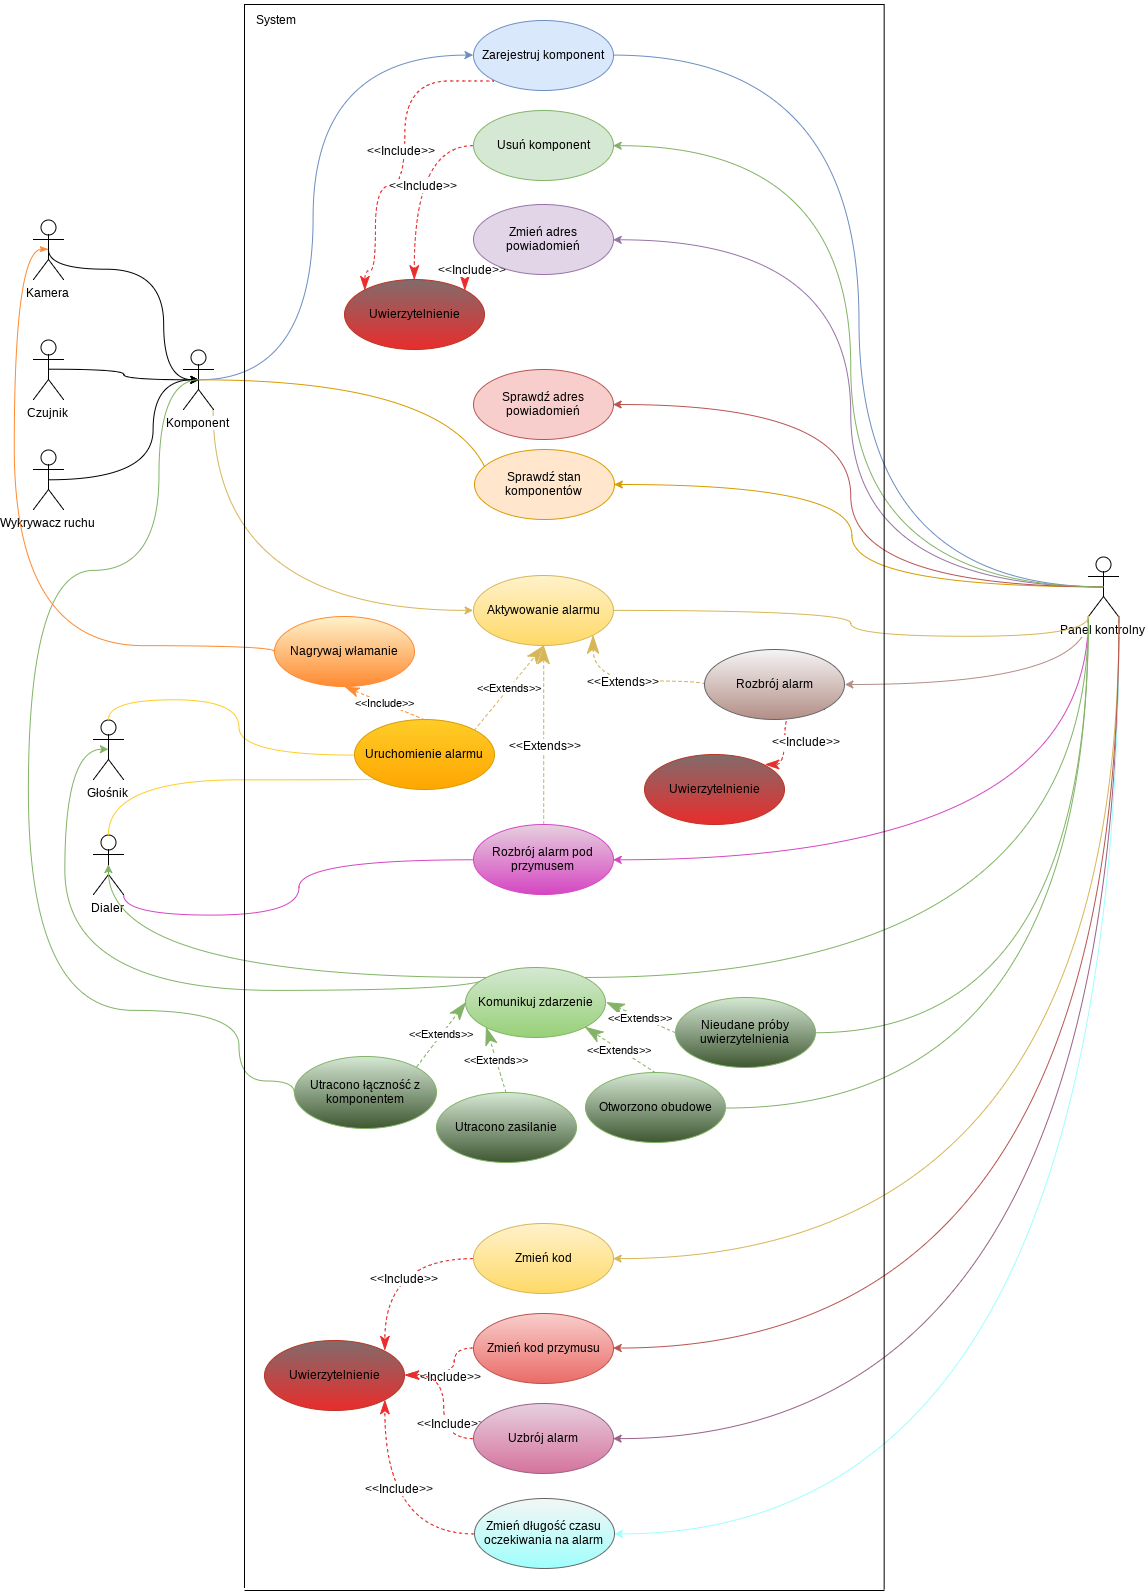 System
Zarejestruj komponent
<<Include>>
Usuń komponent
<<Include>>
Zmień adres
powiadomień
<<Include>>
Uwierzytelnienie
Kamera
Czujnik
Wykrywacz ruchu
Komponent
Sprawdź adres
powiadomień
Sprawdź stan
komponentów
Aktywowanie alarmu
Panel kontrolny
Nagrywaj włamanie
<<Extends>>
<<Extends>>
Rozbrój alarm
<<Include>>
Uruchomienie alarmu
<<Extends>>
<<Include>>
Uwierzytelnienie
Głośnik
Rozbrój alarm pod
przymusem
Dialer
Komunikuj zdarzenie
<<Extends>>
Nieudane próby
uwierzytelnienia
<<Extends>>
<<Extends>>
<<Extends>>
Utracono łączność z
komponentem
Otworzono obudowe
Utracono zasilanie
Zmień kod
<<Include>>
Zmień kod przymusu
Uwierzytelnienie
<<Include>>
<<Include>>
Uzbrój alarm
<<Include>>
Zmień długość czasu
oczekiwania na alarm